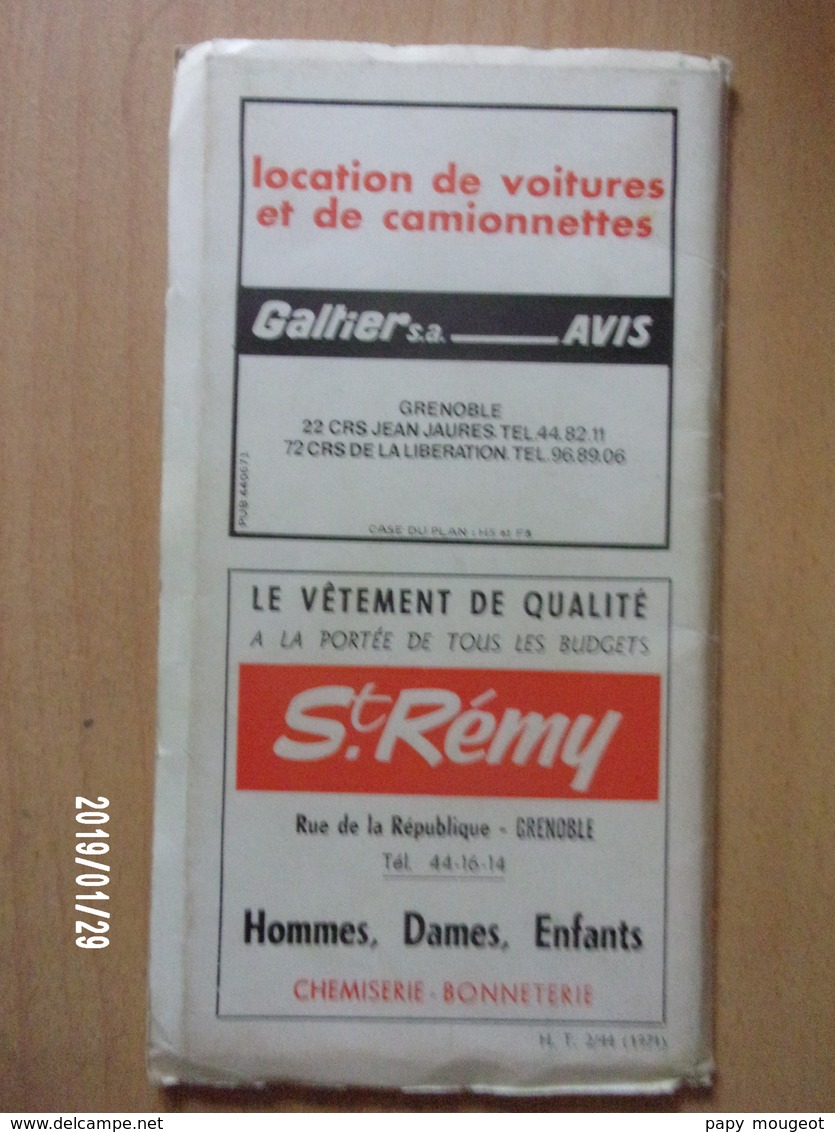 location de voitures
et de camionnettes
Galtier s.a. AVIS
GRENOBLE
22 CRS JEAN JAURES. TEL. 44.82.11
72 CRS DE LA LIBERATION. TEL. 96.89.06
CASE DU PLAN : H5 et
LE VÊTEMENT DE QUALITÉ
A LA PORTÉE DE TOUS LES BUDGETS
St. Rémy
Rue de la République - GRENOBLE
Tél. 44-16-14
Hommes, Dames, Enfants
CHEMISERIE - BONNETERIE
H. T. 2/44 (1971)
2019/01/29
www.delcampe.net
papy mougeot